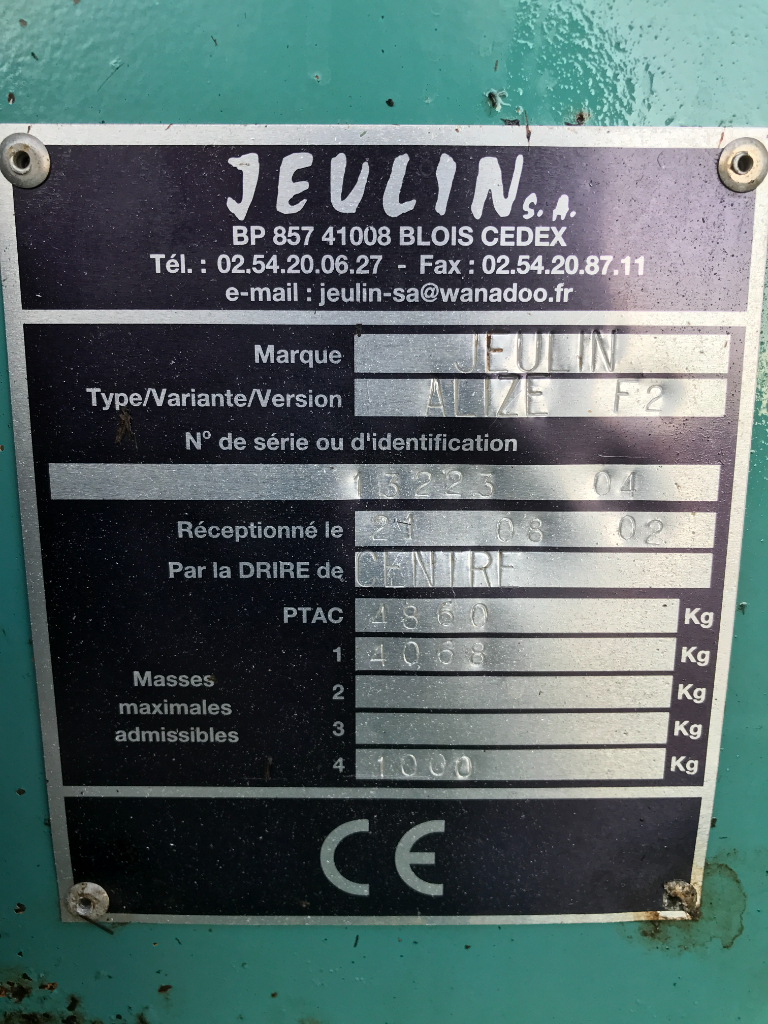 JEULIN S.A.
BP 857 41008 BLOIS CEDEX
Tél. : 02.54.20.06.27 - Fax : 02.54.20.87.11
e-mail : jeulin-sa@wanadoo.fr
Marque JEULIN
Type/Variante/Version ALIZE F2
N° de série ou d'identification
13223 04
Réceptionné le 21 08 02
Par la DRIRE de CENTRE
PTAC 4860 Kg
1 4068 Kg
Masses maximales admissibles
2 Kg
3 Kg
4 1000 Kg
CE